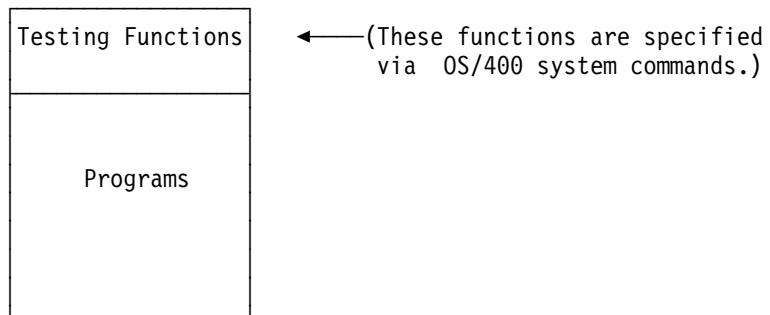 Testing Functions (These functions are specified
via OS/400 system commands.)
Programs